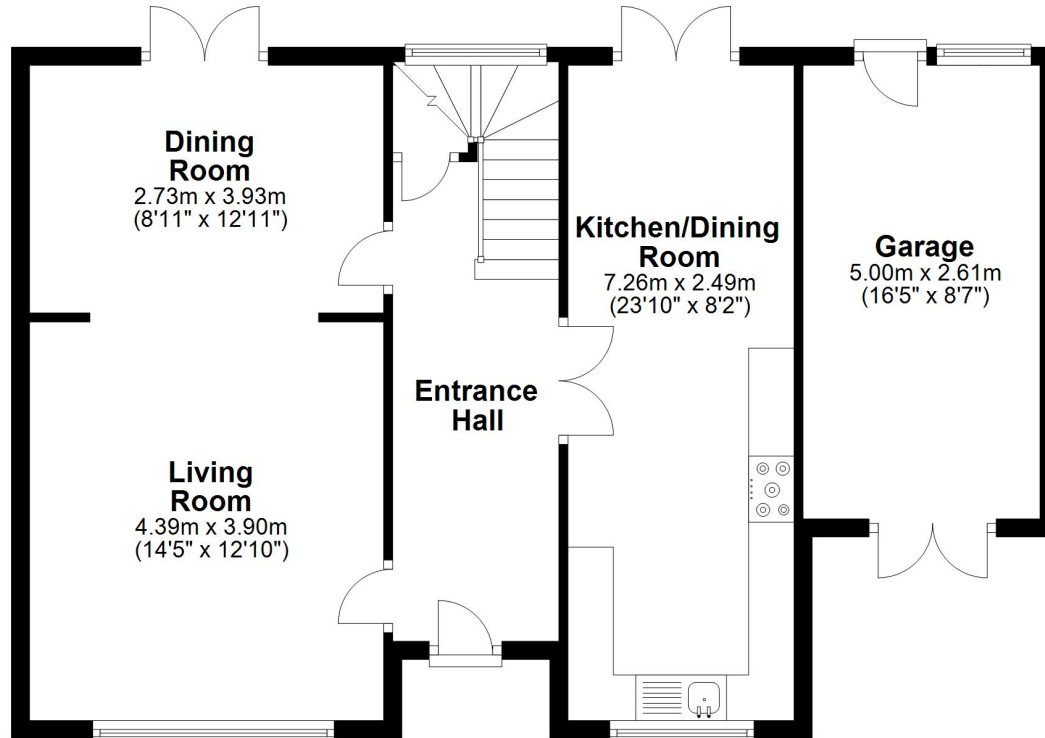 Dining
Room
2.73m x 3.93m
(8'11" x 12'11")
Kitchen/Dining
Room
7.26m x 2.49m
(23'10" x 8'2")
Garage
5.00m x 2.61m
(16'5" x 8'7")
Entrance
Hall
Living
Room
4.39m x 3.90m
(14'5" x 12'10")